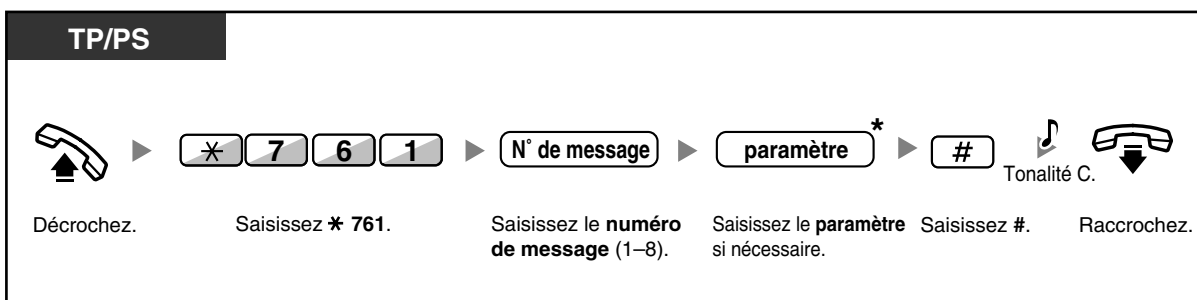 TP/PS
✳ 7 6 1 N° de message paramètre * #
Tonalité C.
Décrochez.
Saisissez ✳ 761.
Saisissez le numéro
de message (1–8).
Saisissez le paramètre
si nécessaire.
Saisissez #.
Raccrochez.